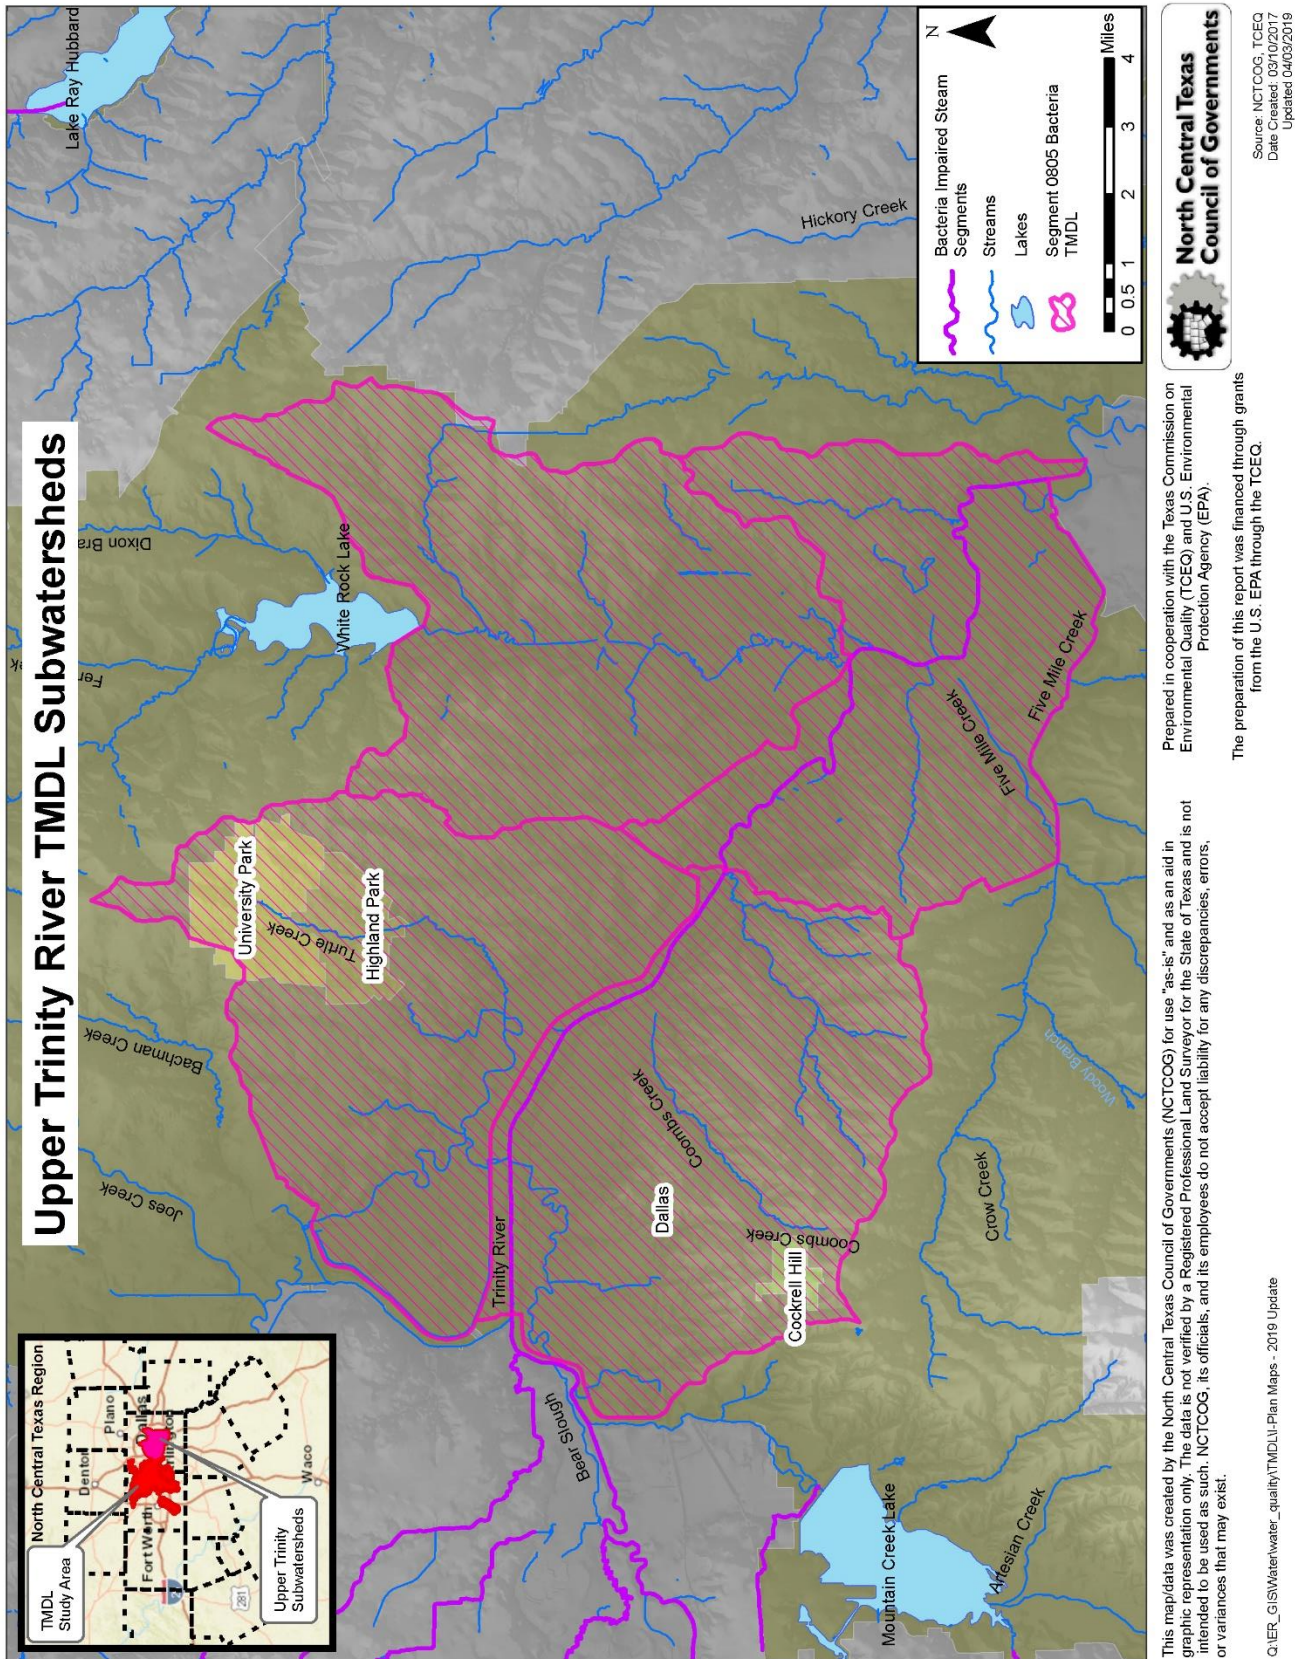 Upper Trinity River TMDL Subwatersheds
North Central Texas Region
TMDL
Study Area
Denton
Plano
Dallas
Fort Worth
281
Waco
Upper Trinity
Subwatersheds
Joes Creek
Bachman Creek
University Park
Turtle Creek
Highland Park
Dixon Bra
White Rock Lake
Lake Ray Hubbard
Trinity River
Bear Slough
Dallas
Coombs Creek
Coombs Creek
Cockrell Hill
Mountain Creek Lake
Artesian Creek
Crow Creek
Woody Branch
Five Mile Creek
Five Mile Creek
Hickory Creek
N
Bacteria Impaired Steam
Segments
Streams
Lakes
Segment 0805 Bacteria
TMDL
0 0.5 1 2 3 4
Miles
This map/data was created by the North Central Texas Council of Governments (NCTCOG) for use "as-is" and as an aid in
graphic representation only. The data is not verified by a Registered Professional Land Surveyor for the State of Texas and is not
intended to be used as such. NCTCOG, its officials, and its employees do not accept liability for any discrepancies, errors,
or variances that may exist.
Q:\ER_GIS\Water\water_quality\TMDL\I-Plan Maps - 2019 Update
Prepared in cooperation with the Texas Commission on
Environmental Quality (TCEQ) and U.S. Environmental
Protection Agency (EPA).
The preparation of this report was financed through grants
from the U.S. EPA through the TCEQ.
North Central Texas
Council of Governments
Source: NCTCOG, TCEQ
Date Created: 03/10/2017
Updated 04/03/2019